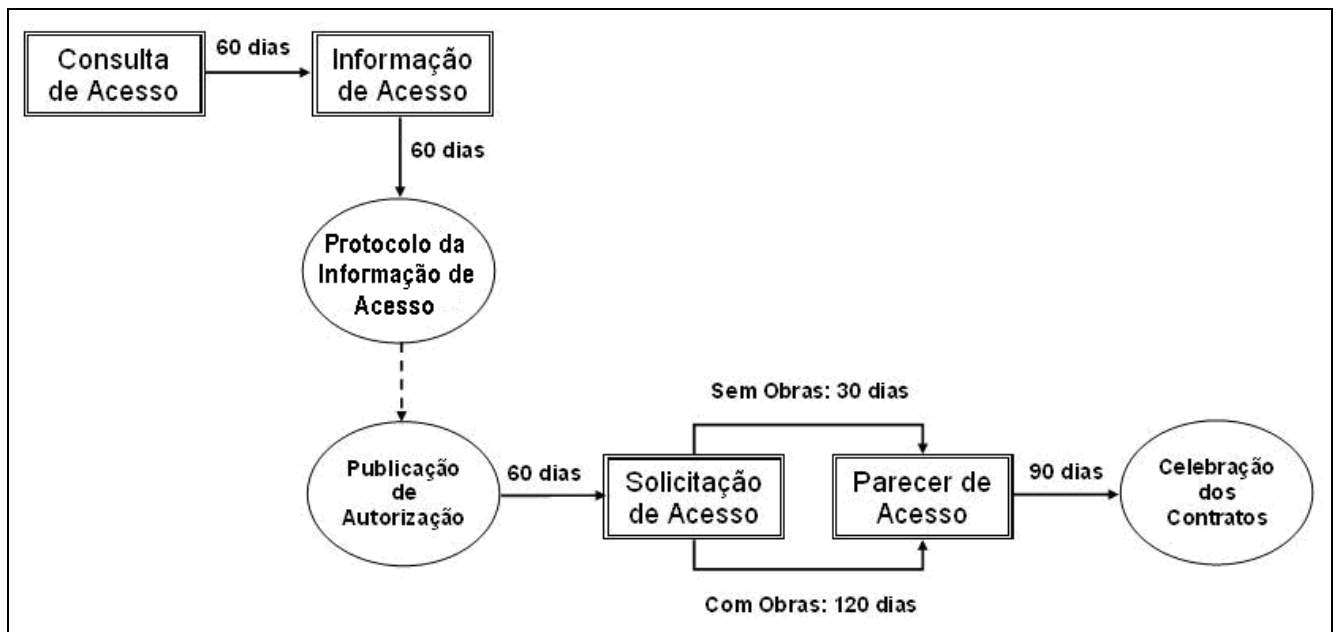 Consulta
de Acesso
60 dias
Informação
de Acesso
60 dias
Protocolo da
Informação de
Acesso
Publicação
de
Autorização
60 dias
Solicitação
de Acesso
Sem Obras: 30 dias
Com Obras: 120 dias
Parecer de
Acesso
90 dias
Celebração
dos
Contratos